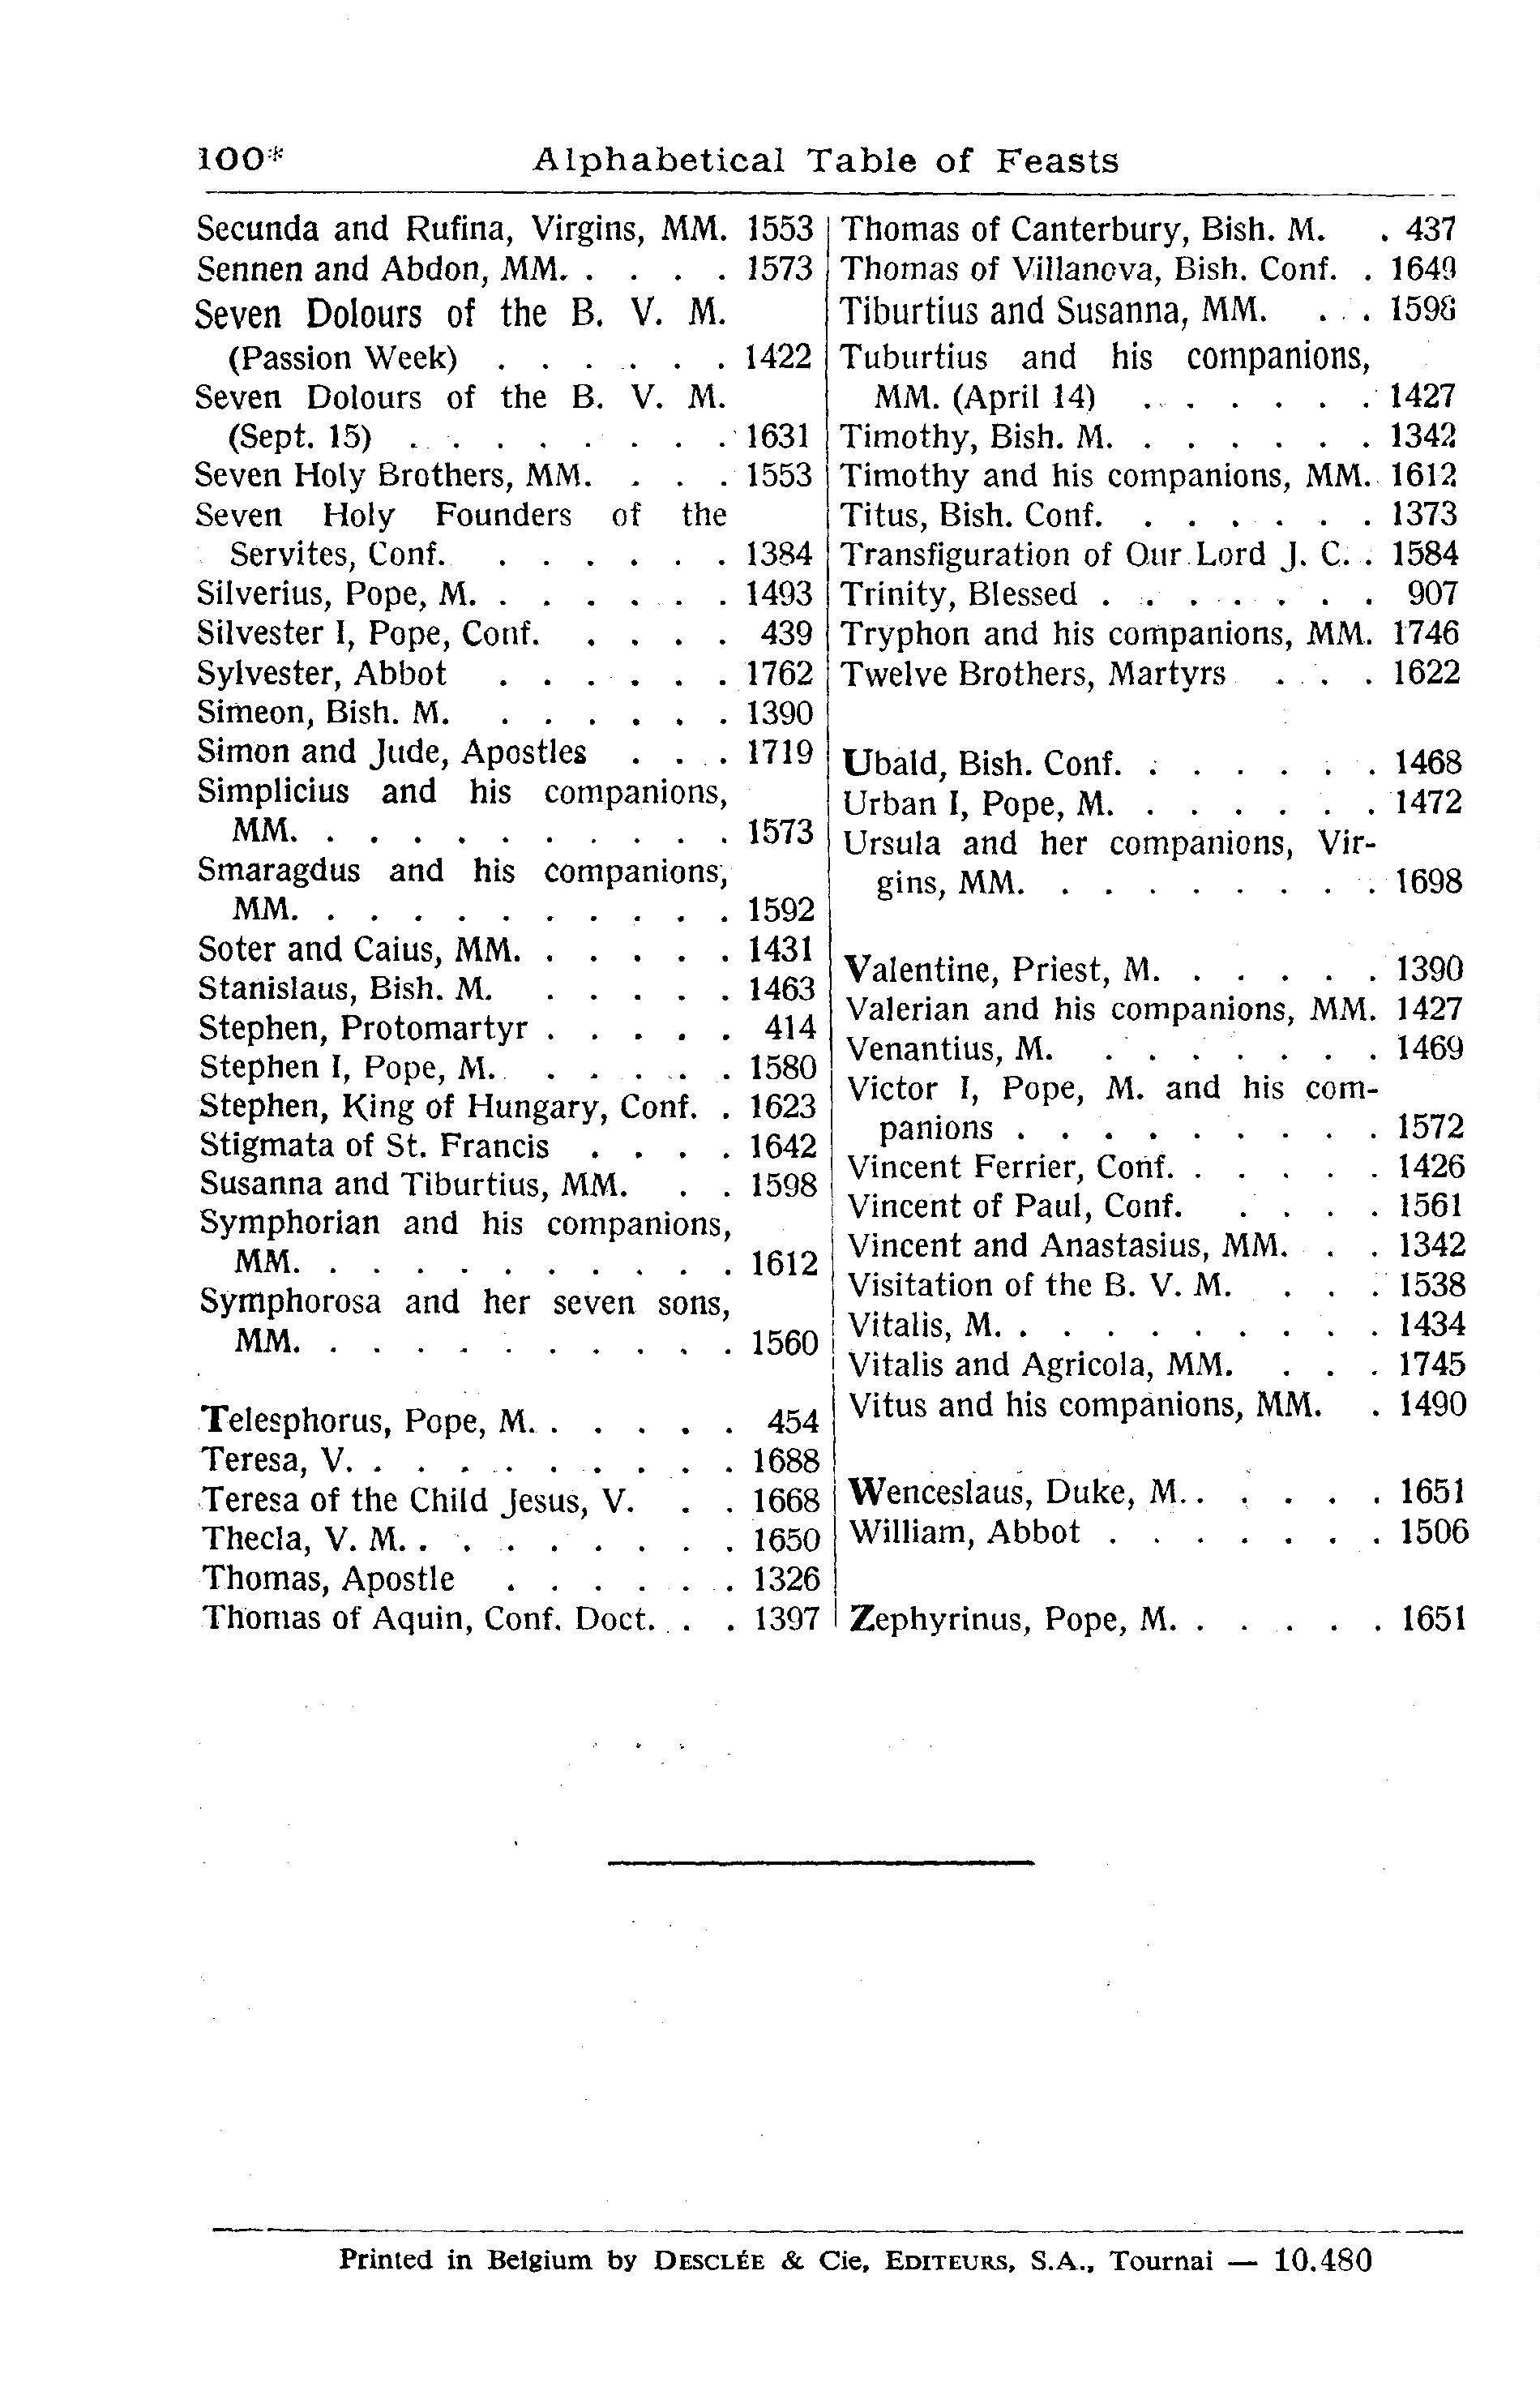 100*
Alphabetical Table of Feasts
Secunda and Rufina, Virgins, MM. 1553
Sennen and Abdon, MM. . . . . 1573
Seven Dolours of the B. V. M.
(Passion Week) . . . . . . 1422
Seven Dolours of the B. V. M.
(Sept. 15) . . . . . . . . 1631
Seven Holy Brothers, MM. . . . 1553
Seven Holy Founders of the
Servites, Conf. . . . . . . 1384
Silverius, Pope, M. . . . . . . 1493
Silvester I, Pope, Conf. . . . . 439
Sylvester, Abbot . . . . . . 1762
Simeon, Bish. M. . . . . . . 1390
Simon and Jude, Apostles . . . 1719
Simplicius and his companions,
MM. . . . . . . . . . . 1573
Smaragdus and his companions,
MM. . . . . . . . . . . 1592
Soter and Caius, MM. . . . . . 1431
Stanislaus, Bish. M. . . . . . 1463
Stephen, Protomartyr . . . . . 414
Stephen I, Pope, M. . . . . . 1580
Stephen, King of Hungary, Conf. . 1623
Stigmata of St. Francis . . . . 1642
Susanna and Tiburtius, MM. . . 1598
Symphorian and his companions,
MM. . . . . . . . . . . 1612
Symphorosa and her seven sons,
MM. . . . . . . . . . . 1560
Telesphorus, Pope, M. . . . . . 454
Teresa, V. . . . . . . . . . 1688
Teresa of the Child Jesus, V. . . 1668
Thecla, V. M. . . . . . . . . 1650
Thomas, Apostle . . . . . . 1326
Thomas of Aquin, Conf. Doct. . . 1397
Thomas of Canterbury, Bish. M. . 437
Thomas of Villanova, Bish. Conf. . 1649
Tiburtius and Susanna, MM. . . 1598
Tuburtius and his companions,
MM. (April 14) . . . . . . 1427
Timothy, Bish. M. . . . . . . 1342
Timothy and his companions, MM. 1612
Titus, Bish. Conf. . . . . . . 1373
Transfiguration of Our Lord J. C. . 1584
Trinity, Blessed . . . . . . . 907
Tryphon and his companions, MM. 1746
Twelve Brothers, Martyrs . . . 1622
Ubald, Bish. Conf. . . . . . . 1468
Urban I, Pope, M. . . . . . . 1472
Ursula and her companions, Vir-
gins, MM. . . . . . . . . 1698
Valentine, Priest, M. . . . . . 1390
Valerian and his companions, MM. 1427
Venantius, M. . . . . . . . 1469
Victor I, Pope, M. and his com-
panions . . . . . . . . . 1572
Vincent Ferrier, Conf. . . . . . 1426
Vincent of Paul, Conf. . . . . 1561
Vincent and Anastasius, MM. . . 1342
Visitation of the B. V. M. . . . 1538
Vitalis, M. . . . . . . . . . 1434
Vitalis and Agricola, MM. . . . 1745
Vitus and his companions, MM. . 1490
Wenceslaus, Duke, M. . . . . . 1651
William, Abbot . . . . . . . 1506
Zephyrinus, Pope, M. . . . . . 1651
Printed in Belgium by DESCLÉE & Cie, EDITEURS, S.A., Tournai — 10.480